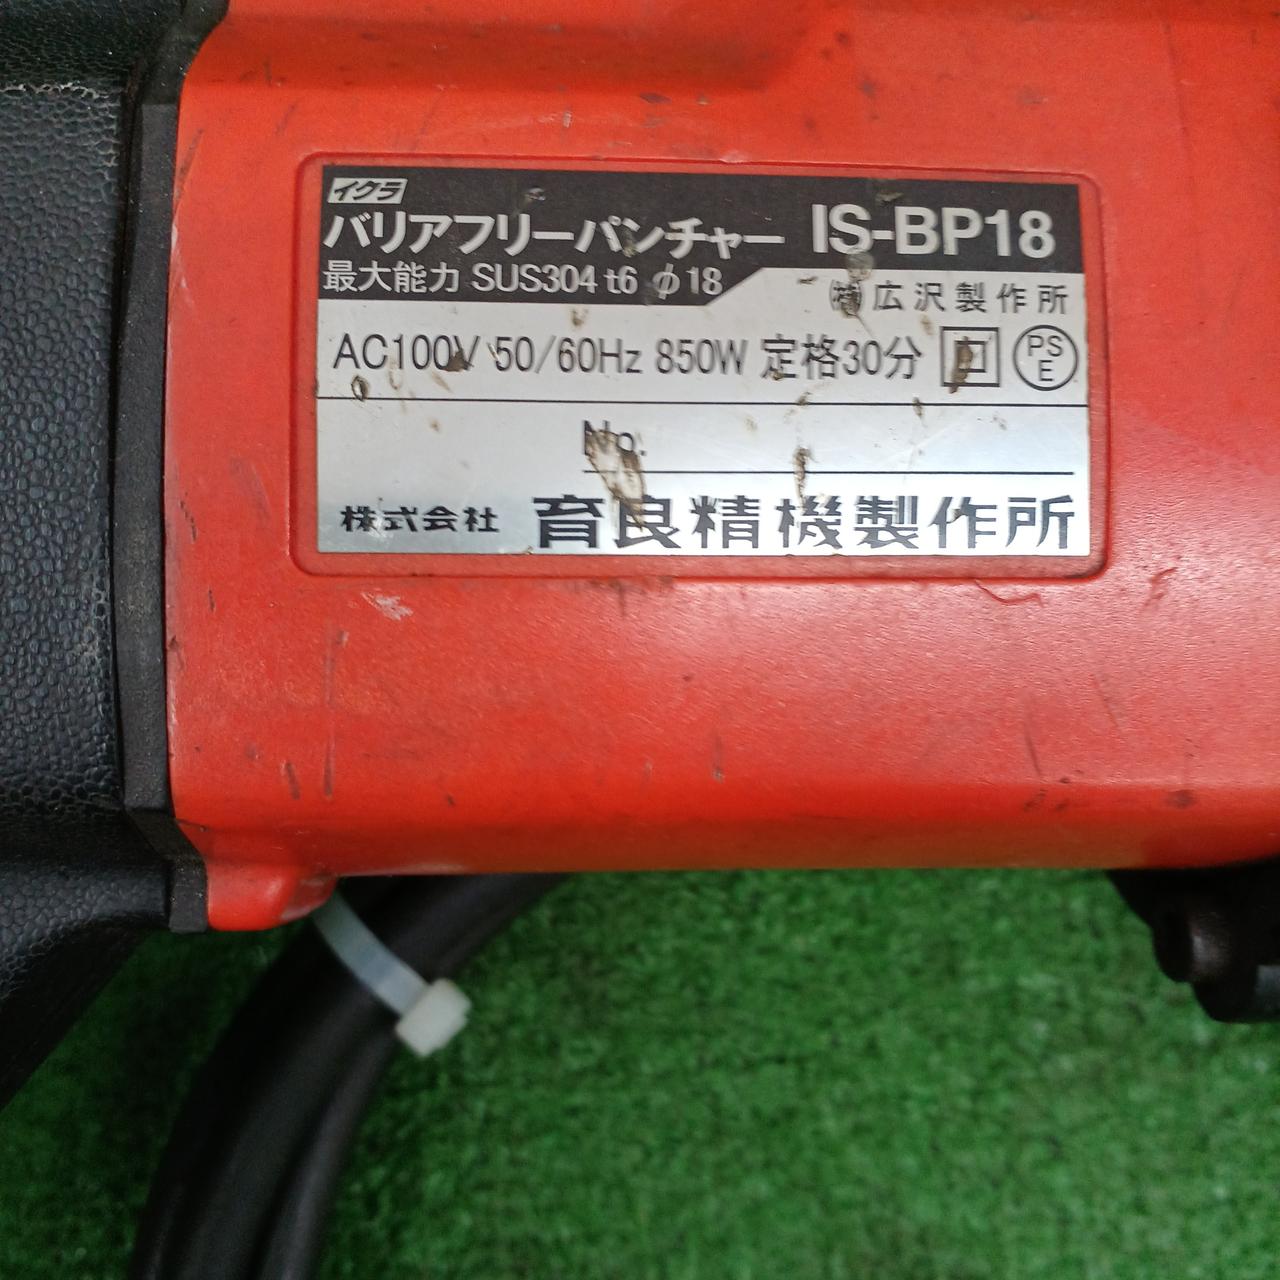 イクラ
バリアフリーパンチャー IS-BP18
最大能力 SUS304 t6 φ18
㈱広沢製作所
AC100V 50/60Hz 850W 定格30分 PSE
No.
株式会社 育良精機製作所